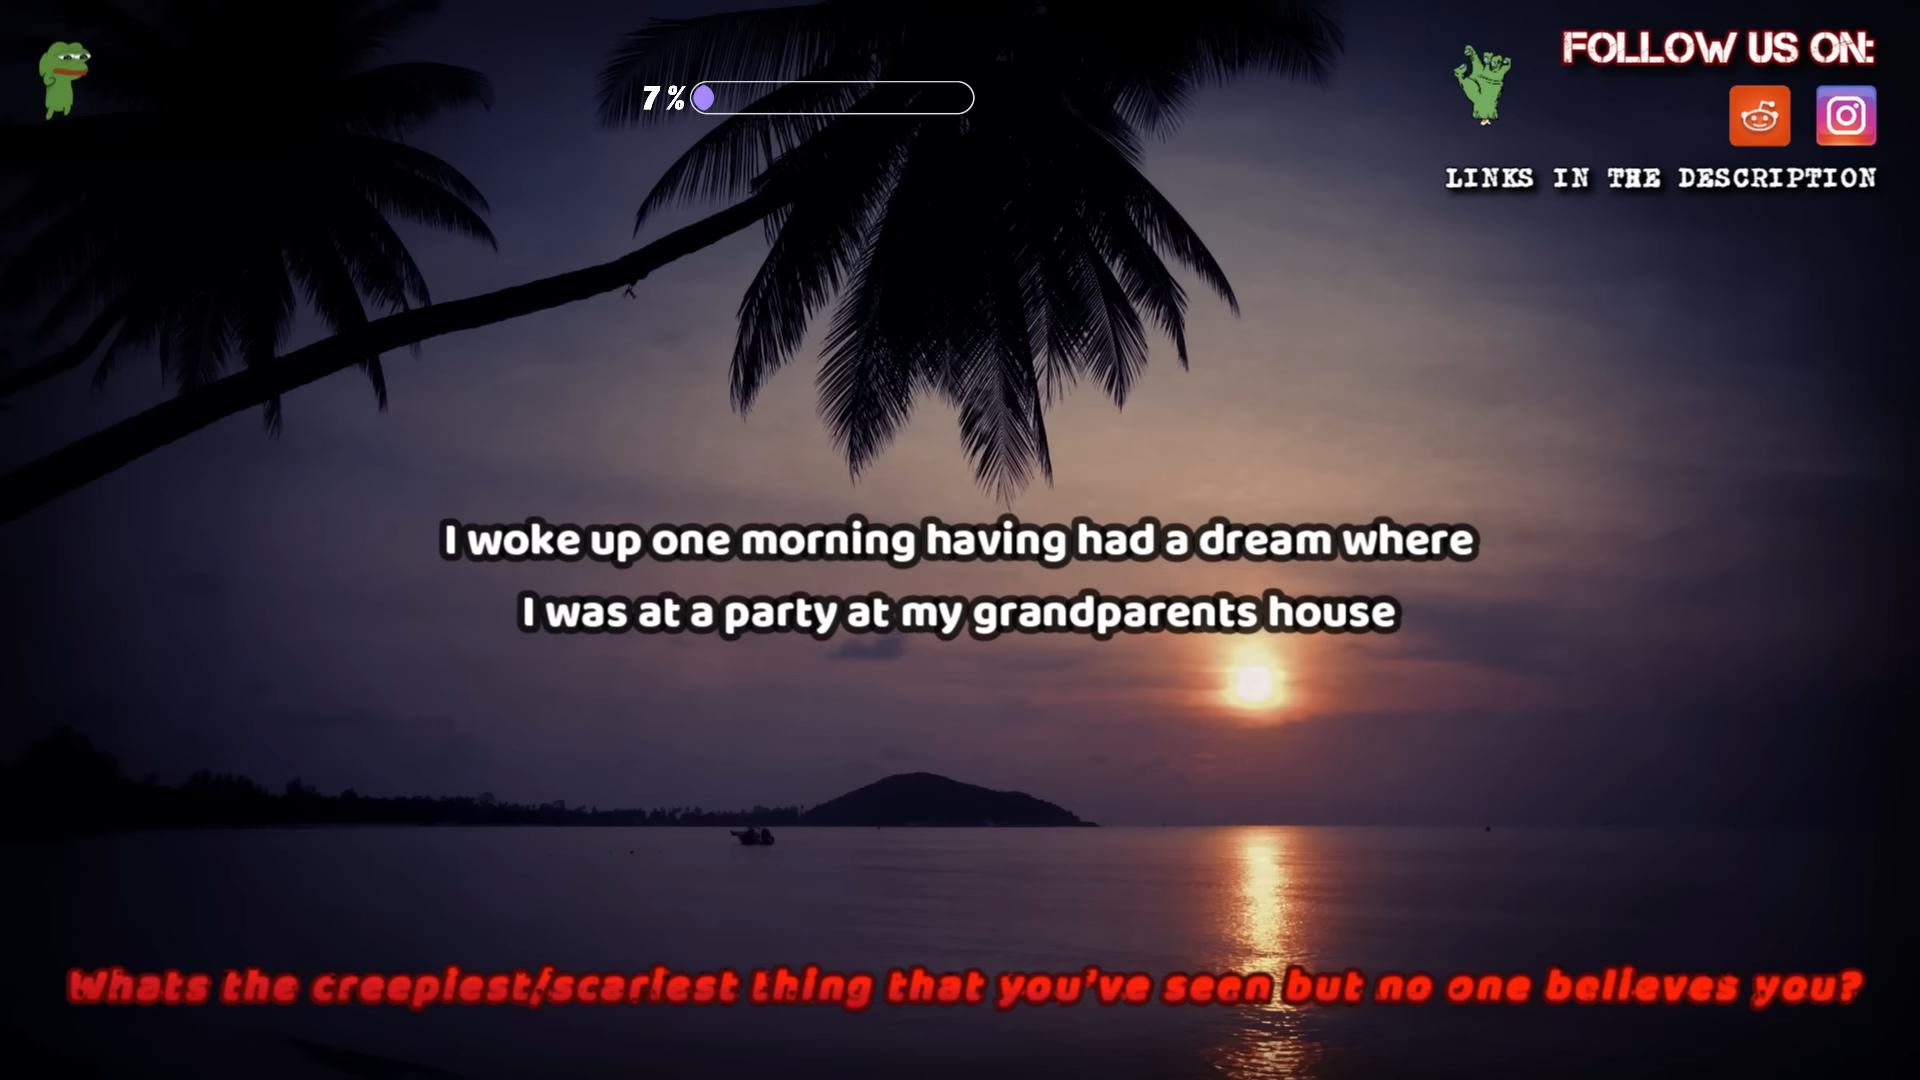 7%
FOLLOW US ON:
LINKS IN THE DESCRIPTION
I woke up one morning having had a dream where
I was at a party at my grandparents house
Whats the creepiest/scariest thing that you've seen but no one believes you?